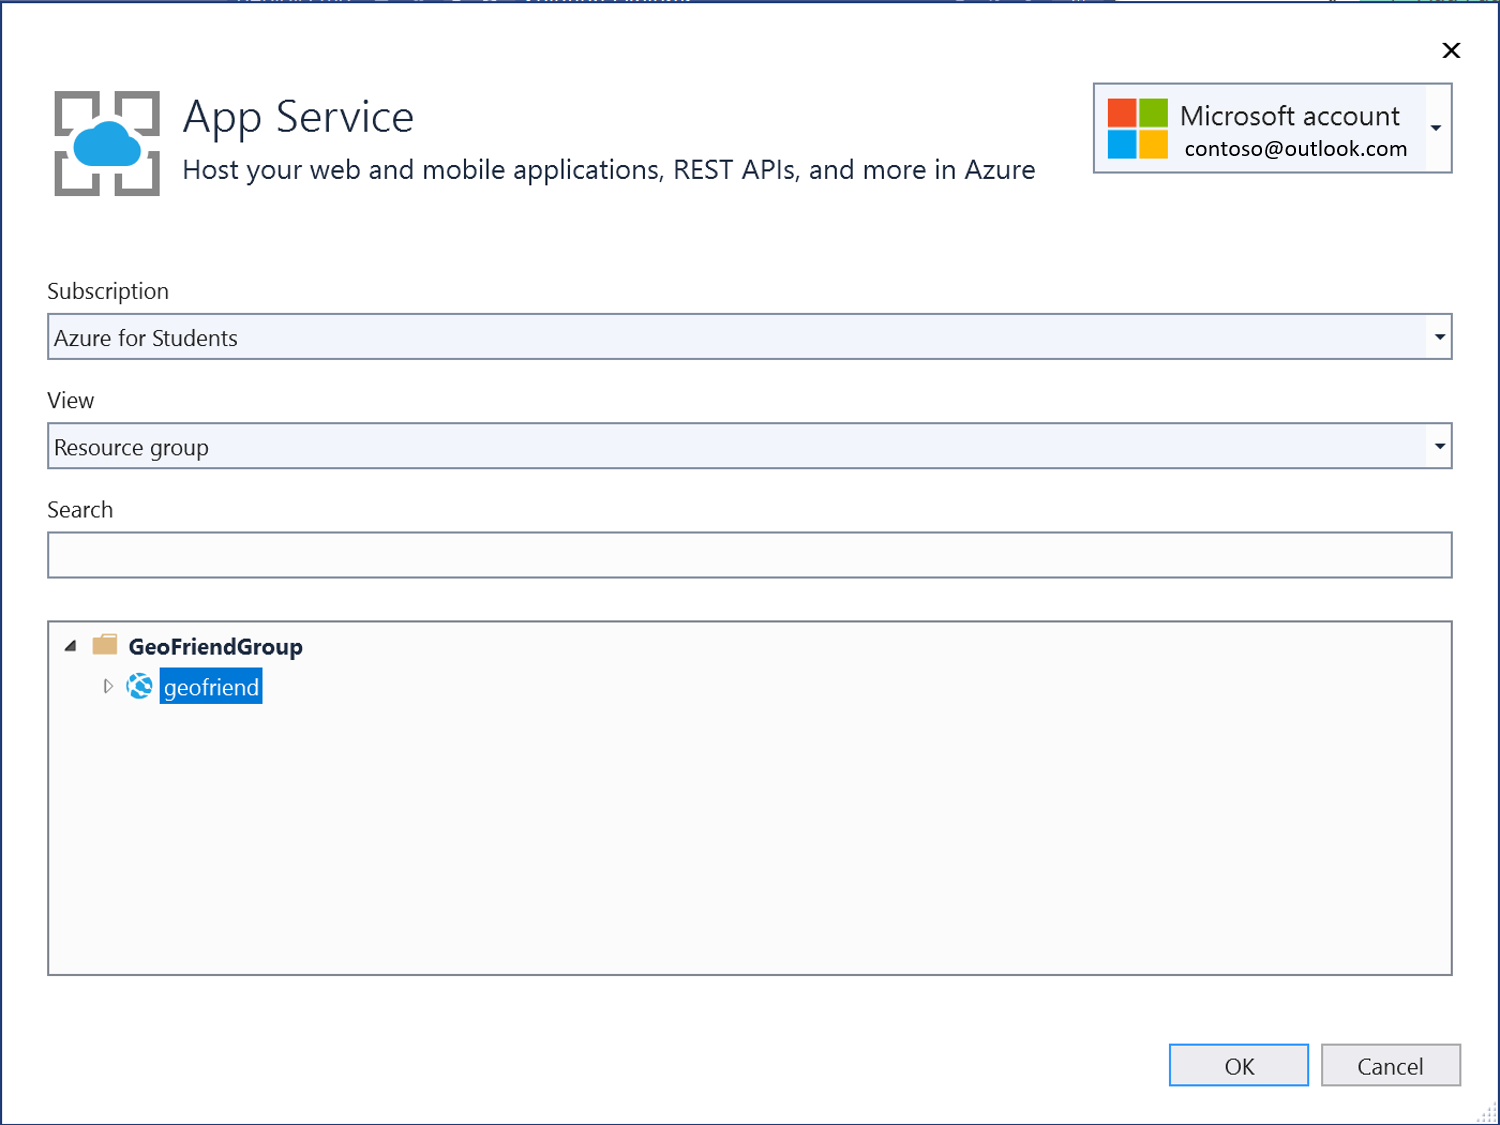 App Service
Host your web and mobile applications, REST APIs, and more in Azure
Microsoft account
contoso@outlook.com
Subscription
Azure for Students
View
Resource group
Search
GeoFriendGroup
geofriend
OK
Cancel